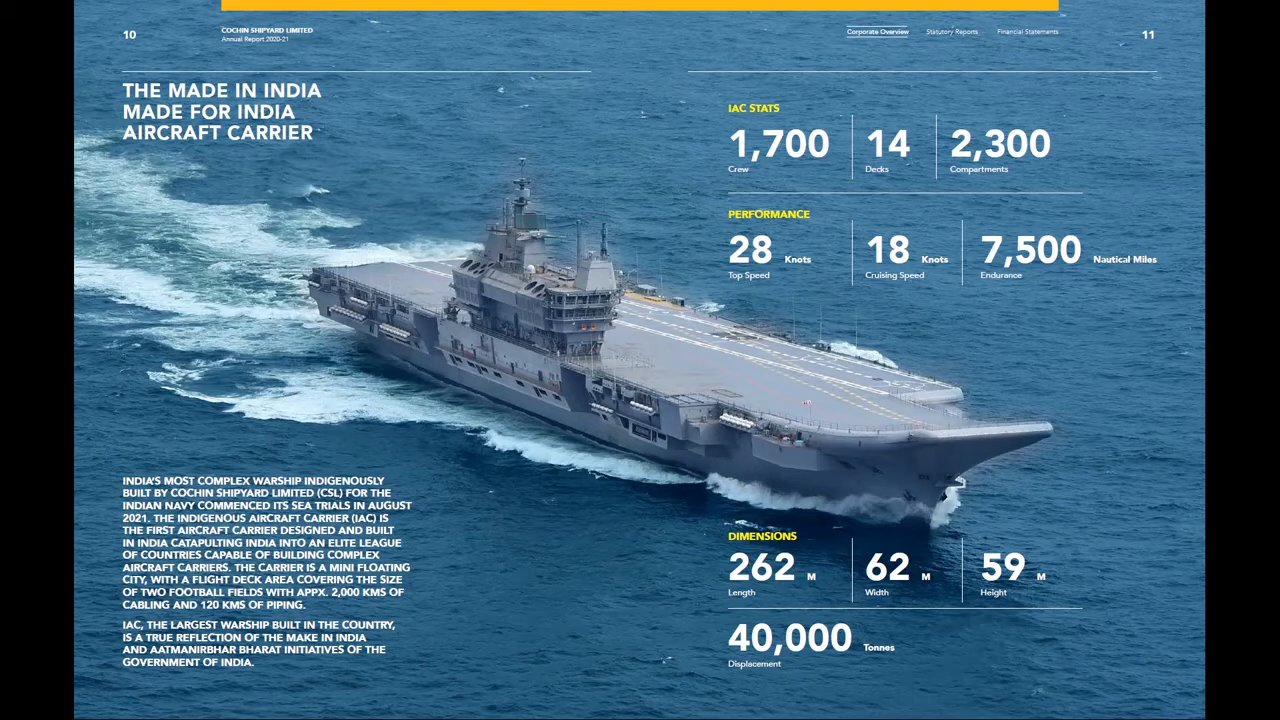 10
COCHIN SHIPYARD LIMITED
Annual Report 2020-21
Corporate Overview Statutory Reports Financial Statements
11
THE MADE IN INDIA
MADE FOR INDIA
AIRCRAFT CARRIER
IAC STATS
1,700 14 2,300
Crew Decks Compartments
PERFORMANCE
28 Knots 18 Knots 7,500 Nautical Miles
Top Speed Cruising Speed Endurance
INDIA'S MOST COMPLEX WARSHIP INDIGENOUSLY
BUILT BY COCHIN SHIPYARD LIMITED (CSL) FOR THE
INDIAN NAVY COMMENCED ITS SEA TRIALS IN AUGUST
2021. THE INDIGENOUS AIRCRAFT CARRIER (IAC) IS
THE FIRST AIRCRAFT CARRIER DESIGNED AND BUILT
IN INDIA CATAPULTING INDIA INTO AN ELITE LEAGUE
OF COUNTRIES CAPABLE OF BUILDING COMPLEX
AIRCRAFT CARRIERS. THE CARRIER IS A MINI FLOATING
CITY, WITH A FLIGHT DECK AREA COVERING THE SIZE
OF TWO FOOTBALL FIELDS WITH APPX. 2,000 KMS OF
CABLING AND 120 KMS OF PIPING.
IAC, THE LARGEST WARSHIP BUILT IN THE COUNTRY,
IS A TRUE REFLECTION OF THE MAKE IN INDIA
AND AATMANIRBHAR BHARAT INITIATIVES OF THE
GOVERNMENT OF INDIA.
DIMENSIONS
262 M 62 M 59 M
Length Width Height
40,000 Tonnes
Displacement